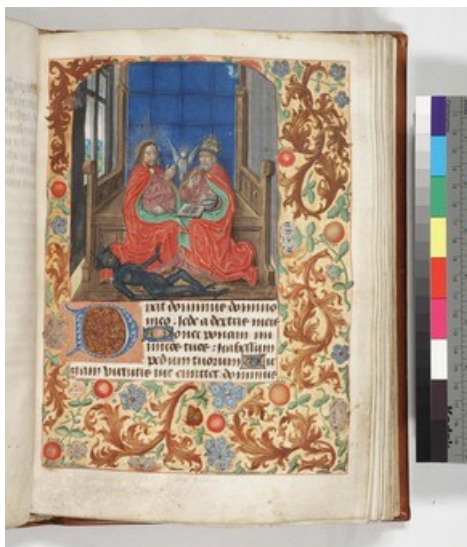 Dixit dominus domino
meo. sede a dextris meis
Donec ponam ini
micos tuos: scabellum
pedum tuorum Uir
gam virtutis tue emittet dominus